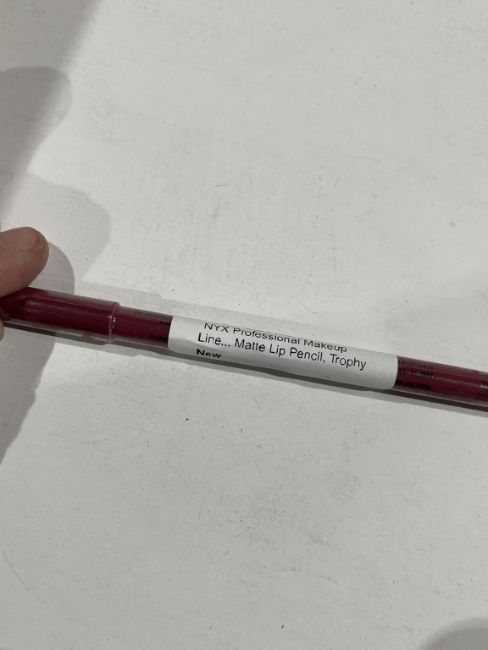 NYX Professional Makeup
Line... Matte Lip Pencil, Trophy
New